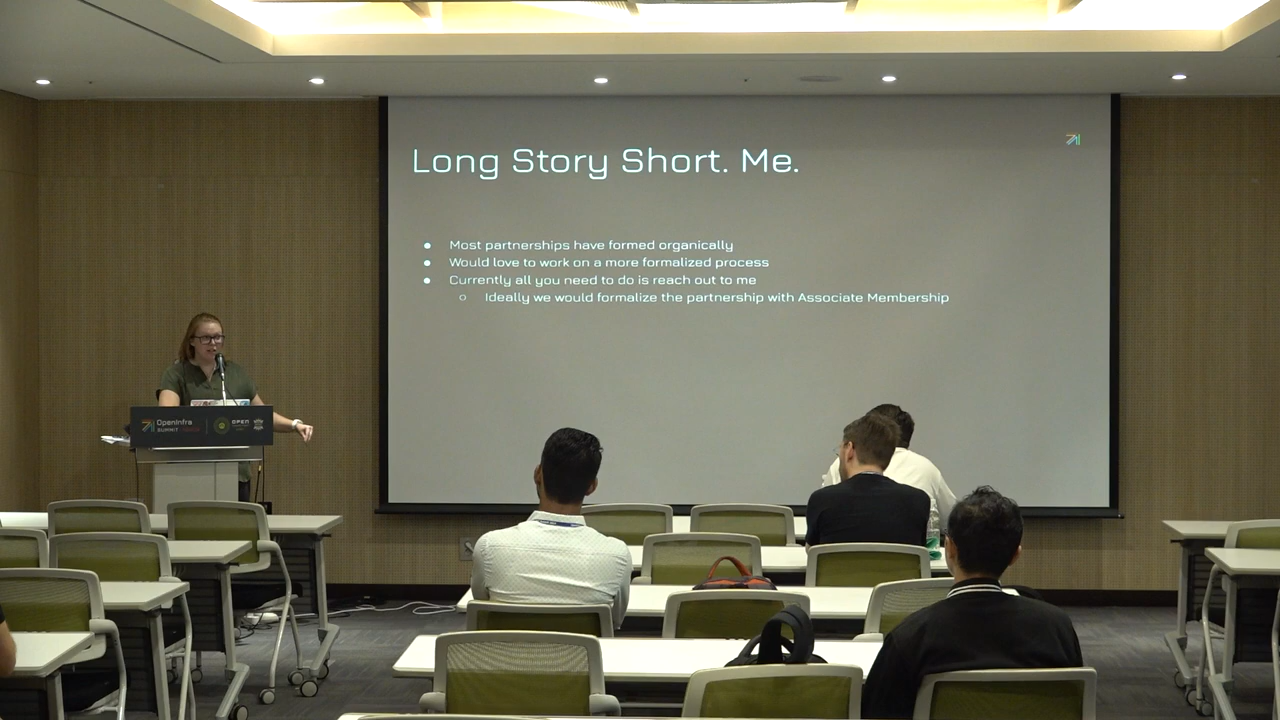 Long Story Short. Me.
● Most partnerships have formed organically
● Would love to work on a more formalized process
● Currently all you need to do is reach out to me
○ Ideally we would formalize the partnership with Associate Membership
OpenInfra
SUMMIT
OPEN